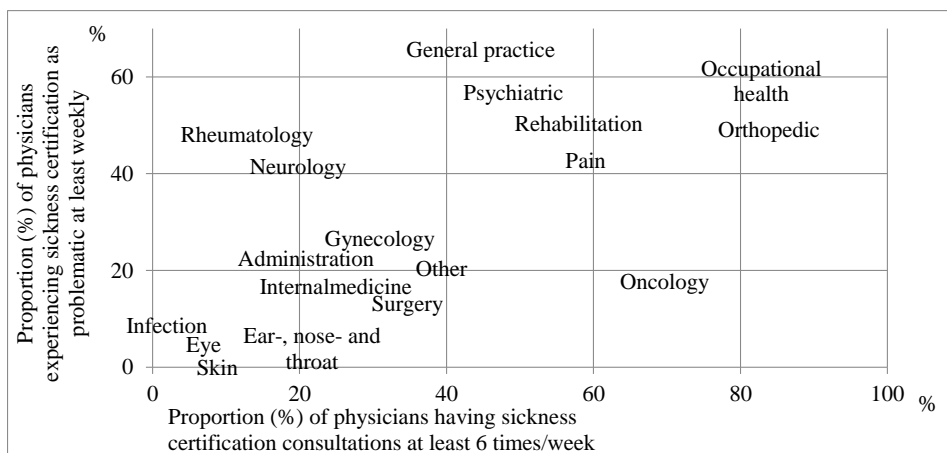 %
Proportion (%) of physicians
experiencing sickness certification as
problematic at least weekly
60
40
20
0
General practice
Occupational
health
Psychiatric
Rehabilitation
Orthopedic
Rheumatology
Pain
Neurology
Gynecology
Administration
Other
Internalmedicine
Oncology
Surgery
Infection
Ear-, nose- and
throat
Eye
Skin
0 20 40 60 80 100
%
Proportion (%) of physicians having sickness
certification consultations at least 6 times/week